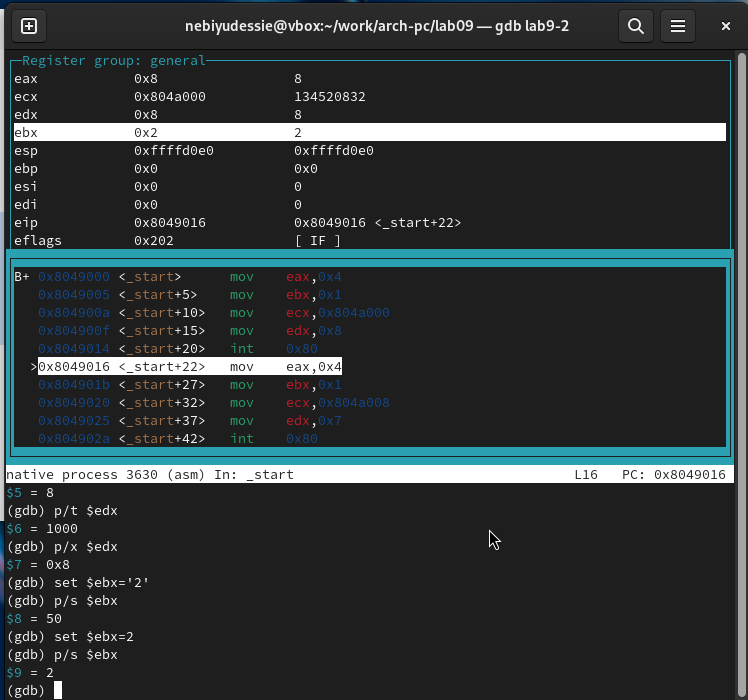 nebiyudessie@vbox:~/work/arch-pc/lab09 — gdb lab9-2
Register group: general
eax 0x8 8
ecx 0x804a000 134520832
edx 0x8 8
ebx 0x2 2
esp 0xffffd0e0 0xffffd0e0
ebp 0x0 0x0
esi 0x0 0
edi 0x0 0
eip 0x8049016 0x8049016 <_start+22>
eflags 0x202 [ IF ]
B+ 0x8049000 <_start> mov eax,0x4
0x8049005 <_start+5> mov ebx,0x1
0x804900a <_start+10> mov ecx,0x804a000
0x804900f <_start+15> mov edx,0x8
0x8049014 <_start+20> int 0x80
>0x8049016 <_start+22> mov eax,0x4
0x804901b <_start+27> mov ebx,0x1
0x8049020 <_start+32> mov ecx,0x804a008
0x8049025 <_start+37> mov edx,0x7
0x804902a <_start+42> int 0x80
native process 3630 (asm) In: _start L16 PC: 0x8049016
$5 = 8
(gdb) p/t $edx
$6 = 1000
(gdb) p/x $edx
$7 = 0x8
(gdb) set $ebx='2'
(gdb) p/s $ebx
$8 = 50
(gdb) set $ebx=2
(gdb) p/s $ebx
$9 = 2
(gdb)